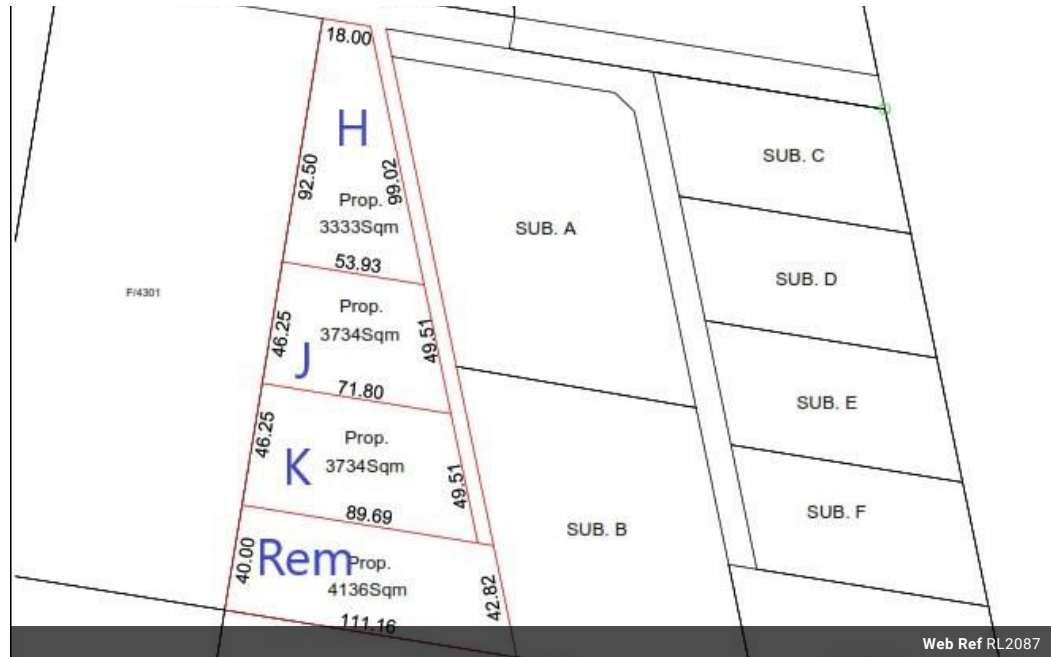 18.00
H
92.50
99.02
Prop.
3333Sqm
53.93
Prop.
3734Sqm
46.25
49.51
J
71.80
46.25
Prop.
K
3734Sqm
49.51
89.69
Rem
Prop.
4136Sqm
40.00
42.82
111.16
F/4301
SUB. A
SUB. B
SUB. C
SUB. D
SUB. E
SUB. F
Web Ref RL2087